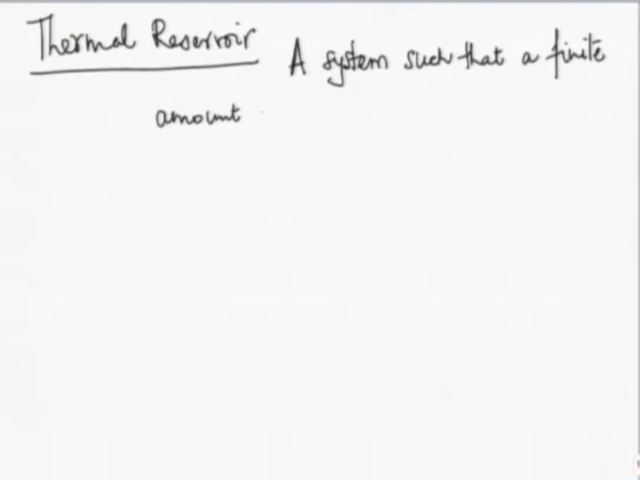 Thermal Reservoir A system such that a finite
amount